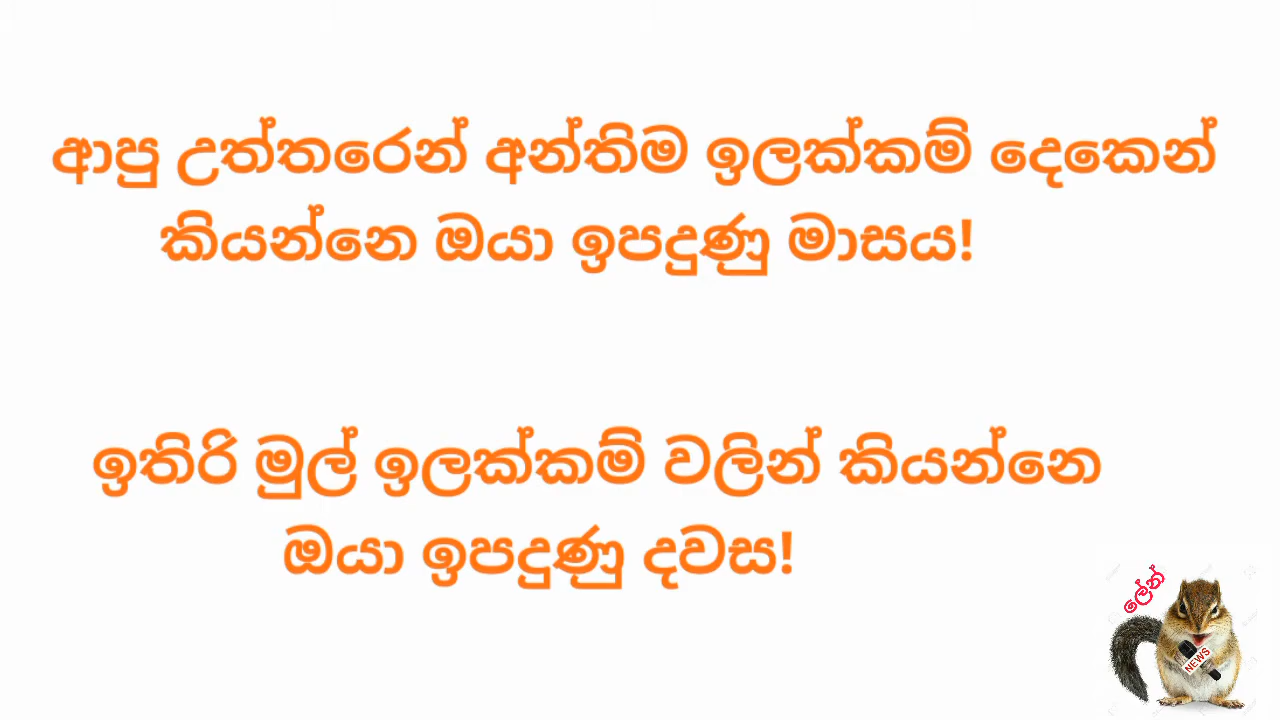 ආපු උත්තරෙන් අන්තිම ඉලක්කම් දෙකෙන්
කියන්නෙ ඔයා ඉපදුණු මාසය!
ඉතිරි මුල් ඉලක්කම් වලින් කියන්නෙ
ඔයා ඉපදුණු දවස!
ලේන්
NEWS